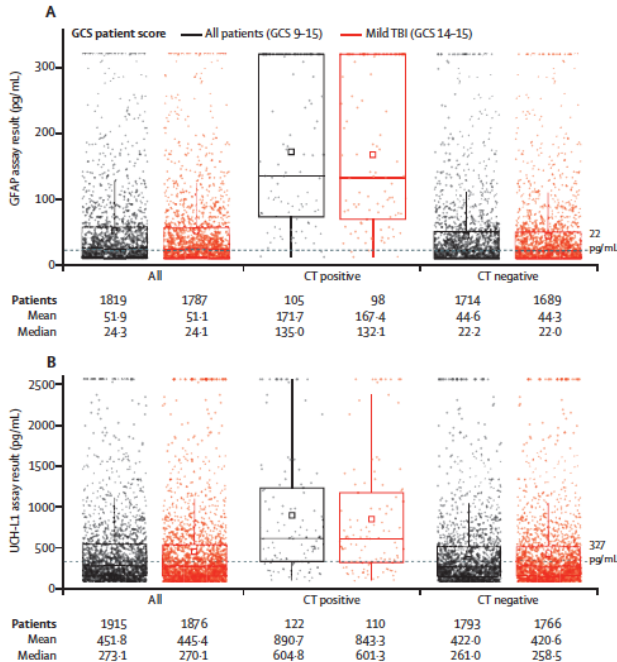 A
GCS patient score — All patients (GCS 9–15) — Mild TBI (GCS 14–15)
GFAP assay result (pg/mL)
300
200
100
0
22
pg/mL
All CT positive CT negative
Patients 1819 1787 105 98 1714 1689
Mean 51·9 51·1 171·7 167·4 44·6 44·3
Median 24·3 24·1 135·0 132·1 22·2 22·0
B
UCH-L1 assay result (pg/mL)
2500
2000
1500
1000
500
0
327
pg/mL
All CT positive CT negative
Patients 1915 1876 122 110 1793 1766
Mean 451·8 445·4 890·7 843·3 422·0 420·6
Median 273·1 270·1 604·8 601·3 261·0 258·5